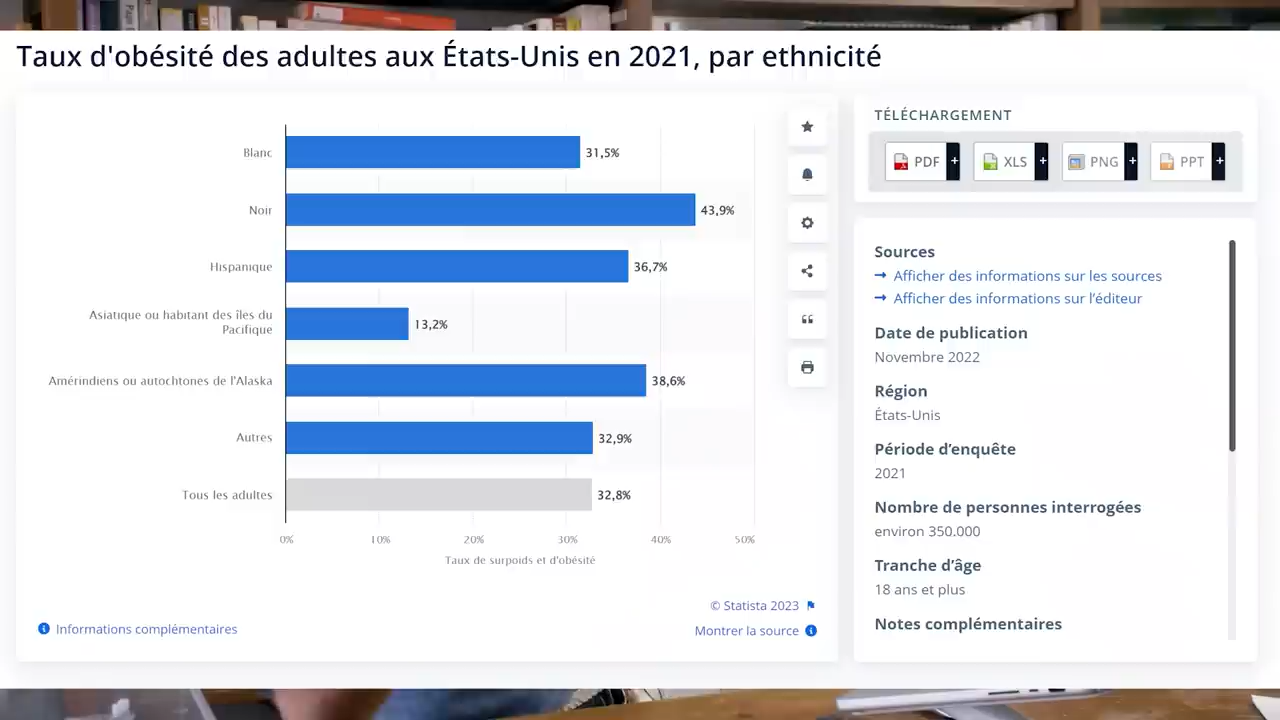 Taux d'obésité des adultes aux États-Unis en 2021, par ethnicité
Blanc
31,5%
Noir
43,9%
Hispanique
36,7%
Asiatique ou habitant des îles du
Pacifique
13,2%
Amérindiens ou autochtones de l'Alaska
38,6%
Autres
32,9%
Tous les adultes
32,8%
0%
10%
20%
30%
40%
50%
Taux de surpoids et d'obésité
© Statista 2023
Informations complémentaires
Montrer la source
TÉLÉCHARGEMENT
PDF +
XLS +
PNG +
PPT +
Sources
→ Afficher des informations sur les sources
→ Afficher des informations sur l’éditeur
Date de publication
Novembre 2022
Région
États-Unis
Période d’enquête
2021
Nombre de personnes interrogées
environ 350.000
Tranche d’âge
18 ans et plus
Notes complémentaires